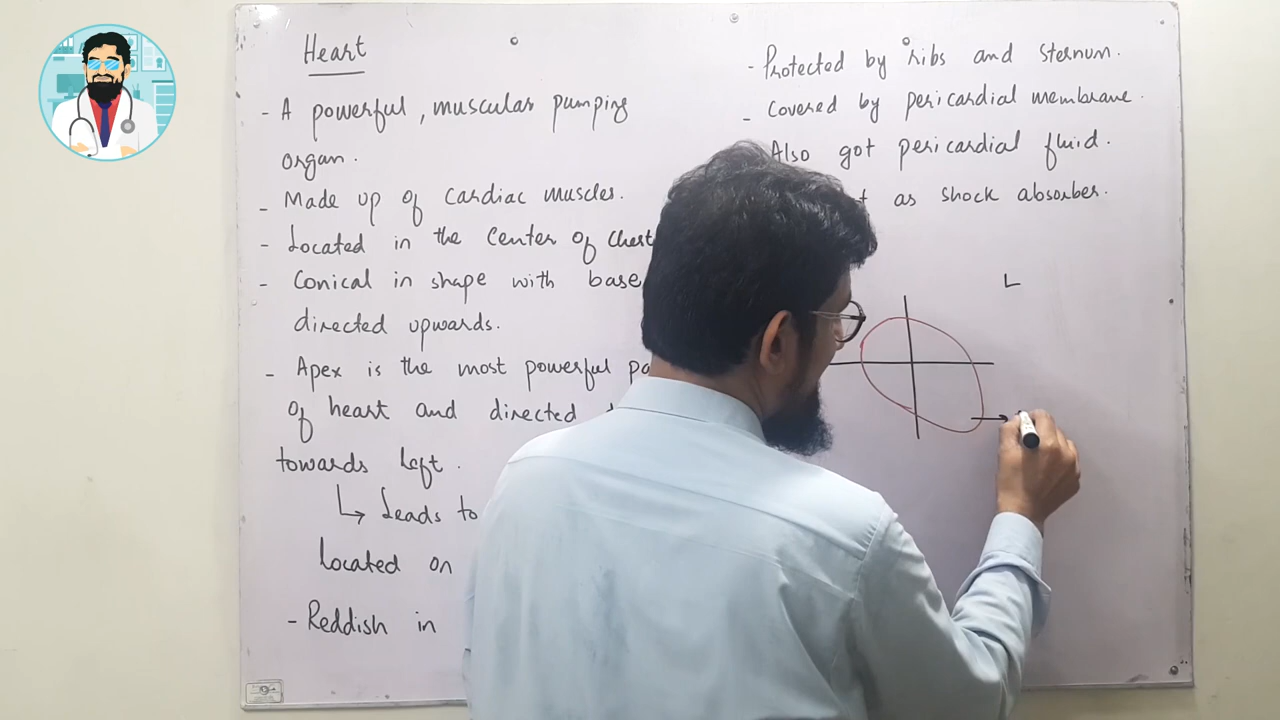 Heart
- A powerful, muscular pumping
organ.
- Made up of cardiac muscles.
- Located in the center of chest
- Conical in shape with base
directed upwards.
- Apex is the most powerful
of heart and directed
towards left.
↳ Leads to
located on
- Reddish in
- Protected by ribs and sternum.
- Covered by pericardial membrane.
Also got pericardial fluid.
as shock absorber.
L